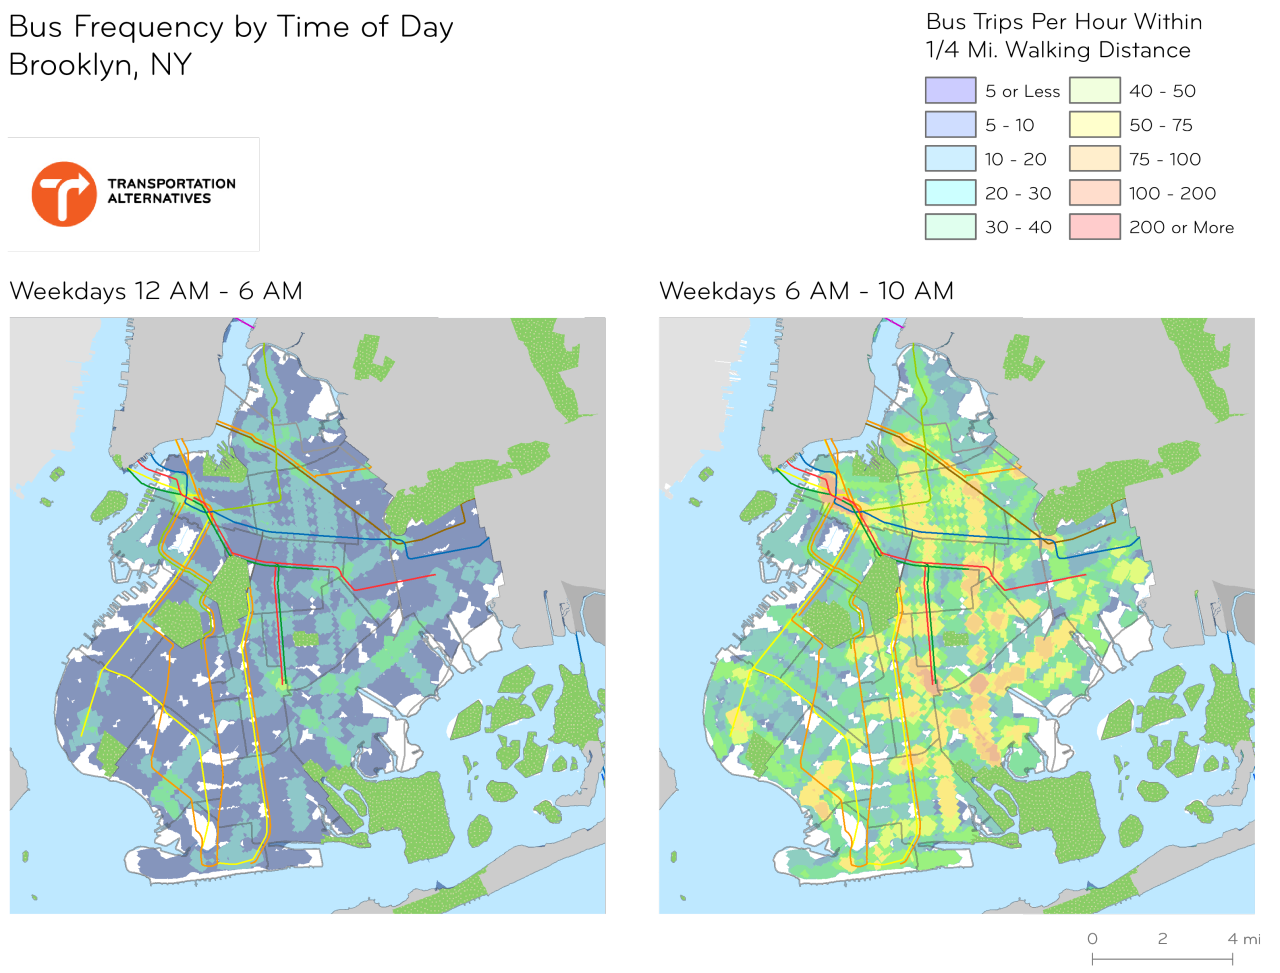 Bus Frequency by Time of Day
Brooklyn, NY
TRANSPORTATION
ALTERNATIVES
Bus Trips Per Hour Within
1/4 Mi. Walking Distance
5 or Less
40 - 50
5 - 10
50 - 75
10 - 20
75 - 100
20 - 30
100 - 200
30 - 40
200 or More
Weekdays 12 AM - 6 AM
Weekdays 6 AM - 10 AM
0 2 4 mi